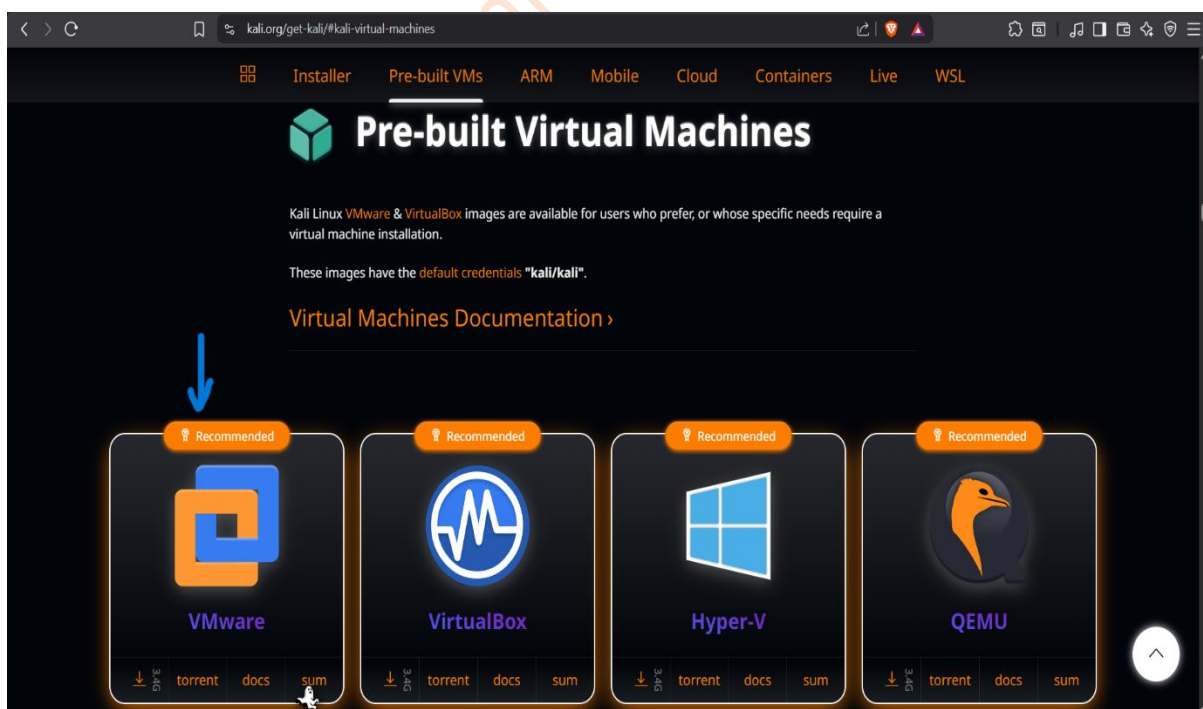 kali.org/get-kali/#kali-virtual-machines
Installer Pre-built VMs ARM Mobile Cloud Containers Live WSL
Pre-built Virtual Machines
Kali Linux VMware & VirtualBox images are available for users who prefer, or whose specific needs require a
virtual machine installation.
These images have the default credentials "kali/kali".
Virtual Machines Documentation ›
Recommended Recommended Recommended Recommended
VMware VirtualBox Hyper-V QEMU
3.4G torrent docs sum 3.4G torrent docs sum 3.4G torrent docs sum 3.4G torrent docs sum